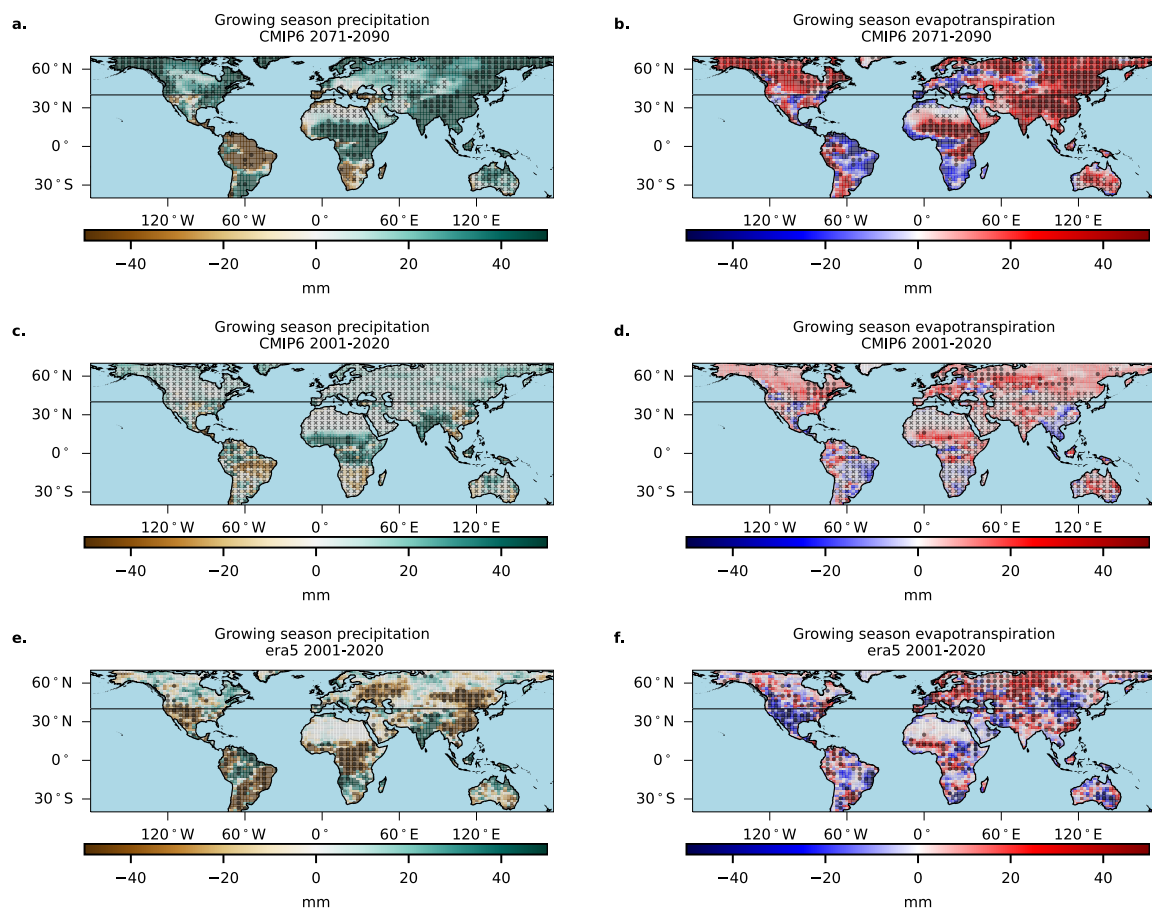 a.
Growing season precipitation
CMIP6 2071-2090
60°N
30°N
0°
30°S
120°W
60°W
0°
60°E
120°E
−40
−20
0
20
40
mm
b.
Growing season evapotranspiration
CMIP6 2071-2090
60°N
30°N
0°
30°S
120°W
60°W
0°
60°E
120°E
−40
−20
0
20
40
mm
c.
Growing season precipitation
CMIP6 2001-2020
60°N
30°N
0°
30°S
120°W
60°W
0°
60°E
120°E
−40
−20
0
20
40
mm
d.
Growing season evapotranspiration
CMIP6 2001-2020
60°N
30°N
0°
30°S
120°W
60°W
0°
60°E
120°E
−40
−20
0
20
40
mm
e.
Growing season precipitation
era5 2001-2020
60°N
30°N
0°
30°S
120°W
60°W
0°
60°E
120°E
−40
−20
0
20
40
mm
f.
Growing season evapotranspiration
era5 2001-2020
60°N
30°N
0°
30°S
120°W
60°W
0°
60°E
120°E
−40
−20
0
20
40
mm